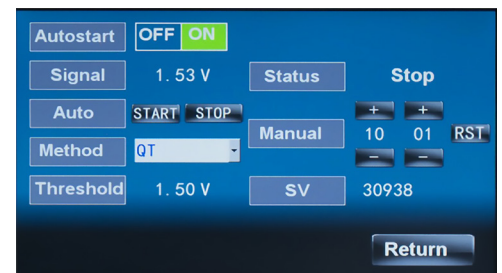 Autostart OFF ON
Signal 1.53 V Status Stop
Auto START STOP + +
Manual 10 01 RST
Method QT - -
Threshold 1.50 V SV 30938
Return